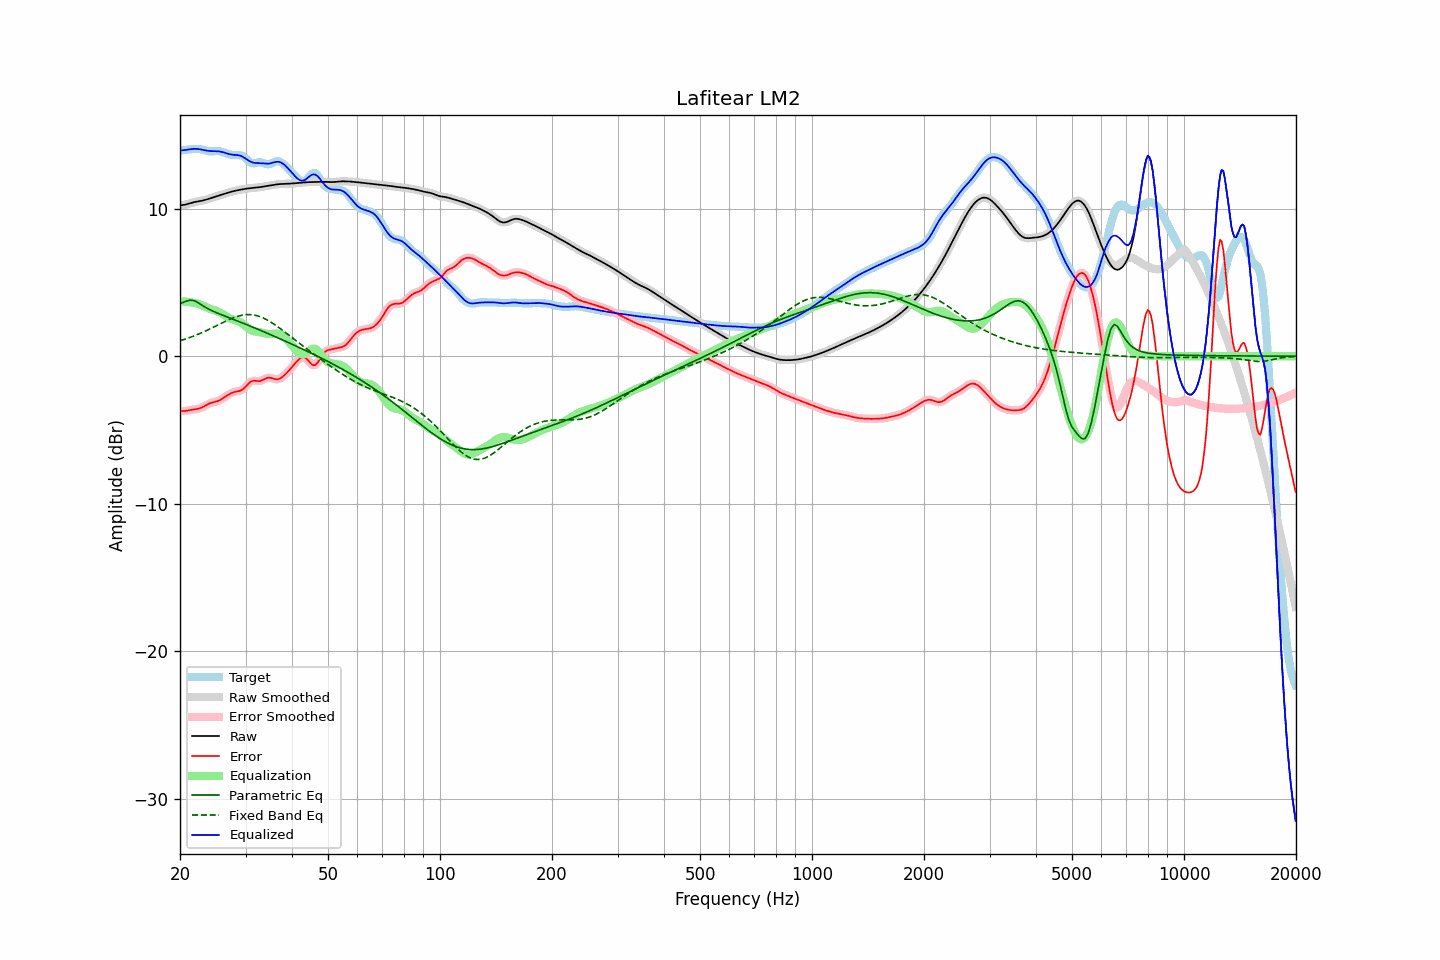 Lafitear LM2
Amplitude (dBr)
10
0
−10
−20
−30
Target
Raw Smoothed
Error Smoothed
Raw
Error
Equalization
Parametric Eq
Fixed Band Eq
Equalized
20 50 100 200 500 1000 2000 5000 10000 20000
Frequency (Hz)